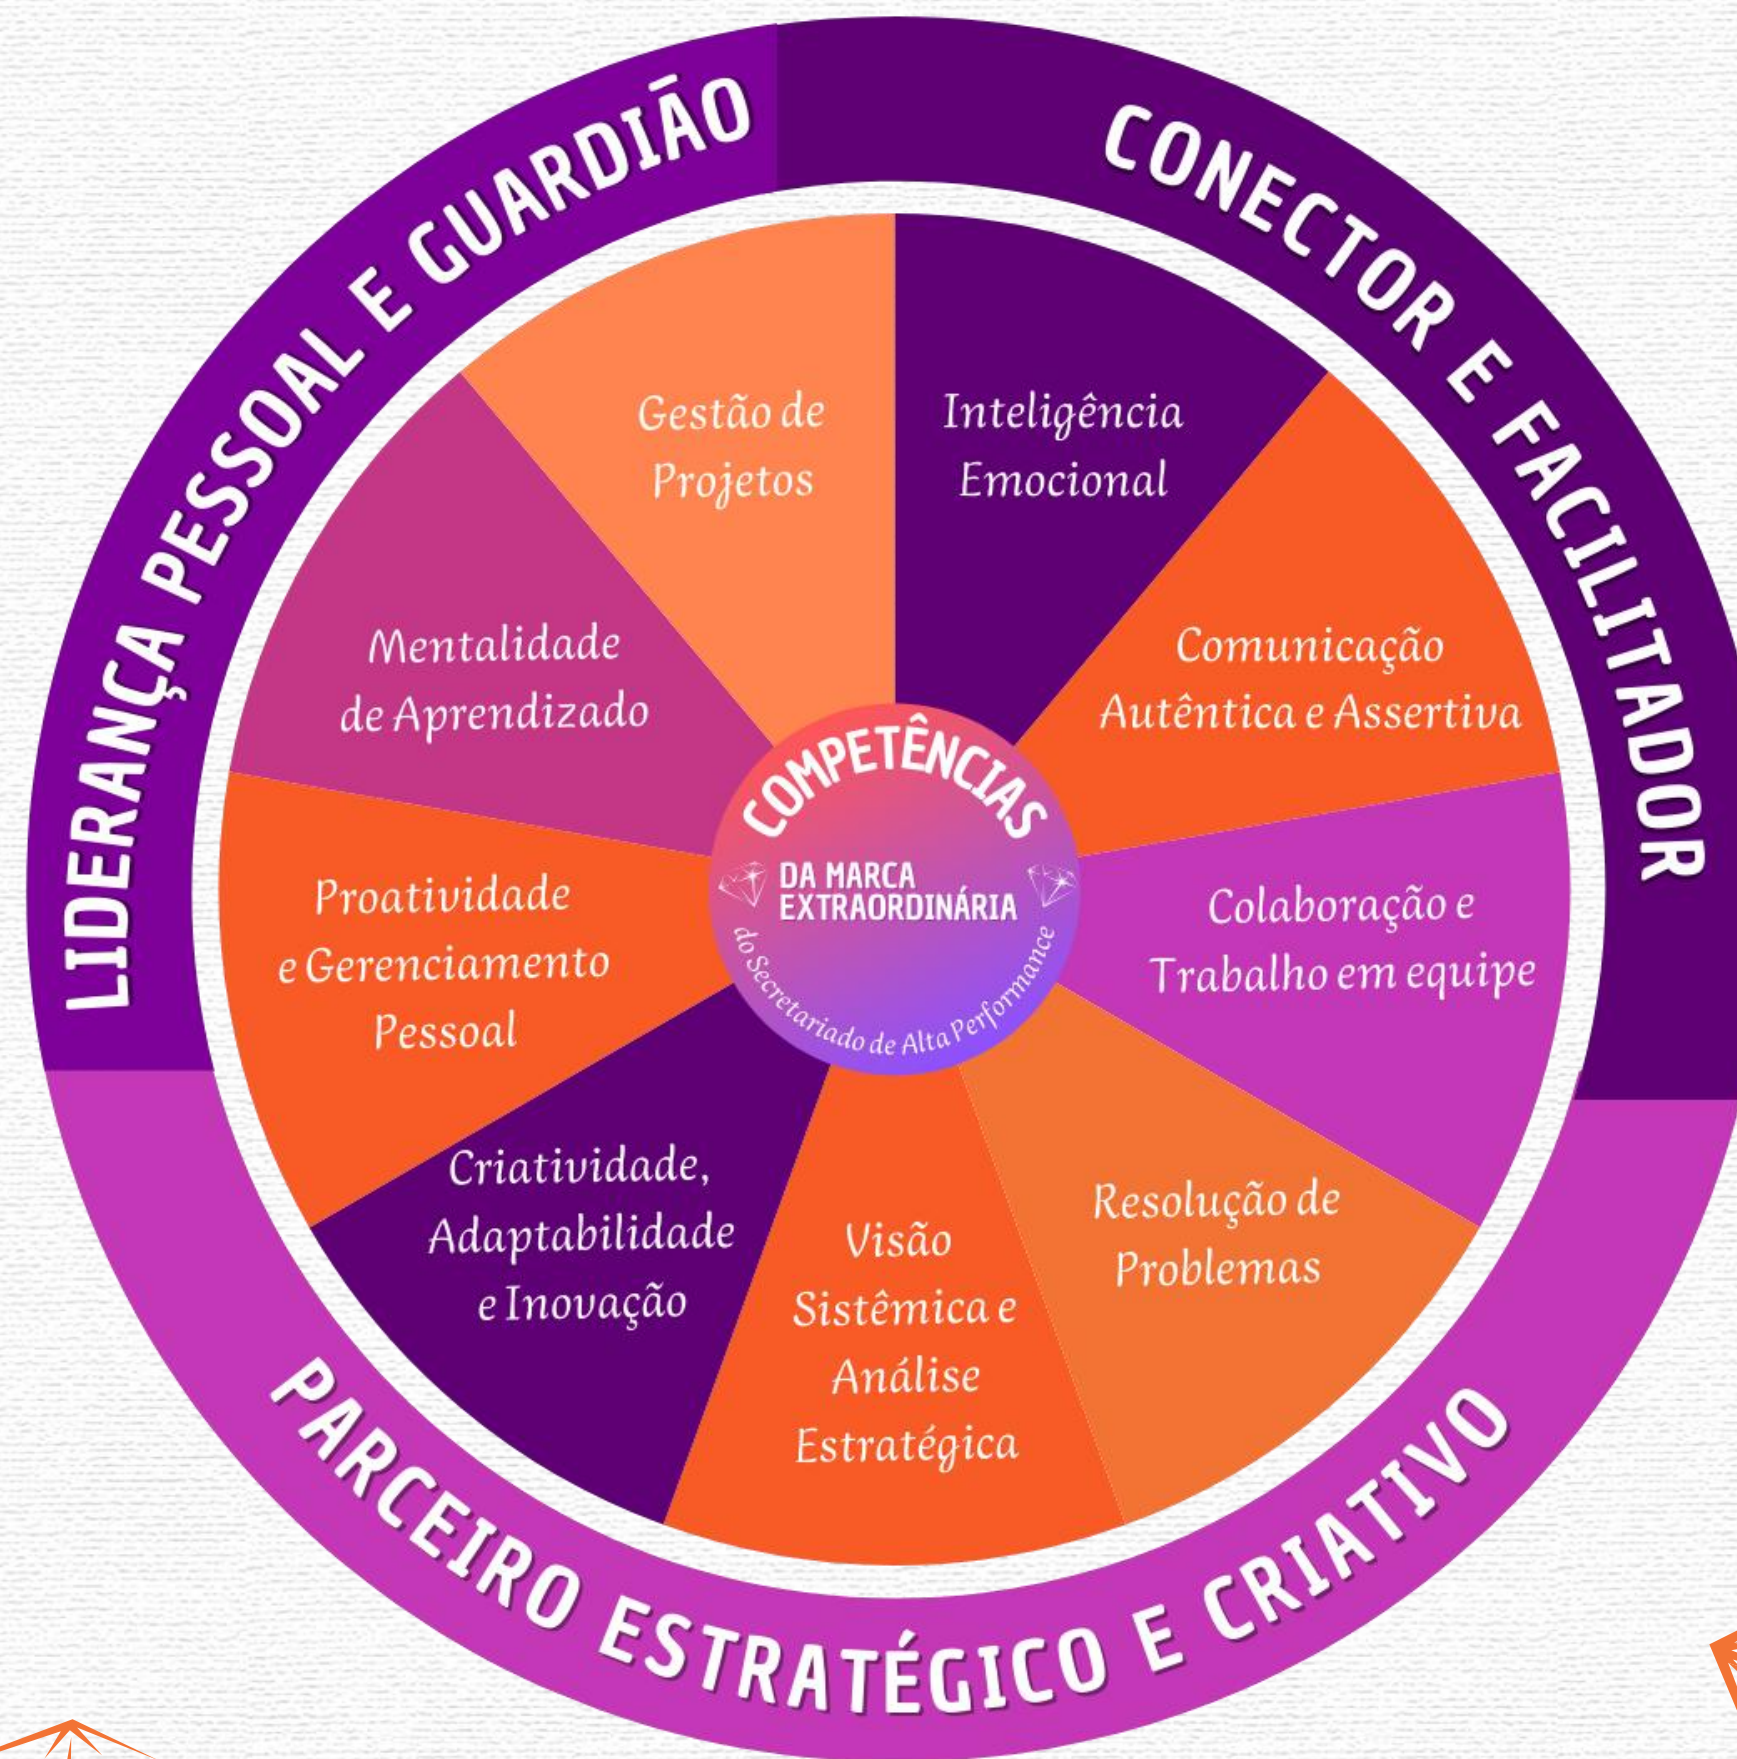 LIDERANÇA PESSOAL E GUARDIÃO
CONECTOR E FACILITADOR
PARCEIRO ESTRATÉGICO E CRIATIVO
Gestão de
Projetos
Inteligência
Emocional
Comunicação
Autêntica e Assertiva
Colaboração e
Trabalho em equipe
Resolução de
Problemas
Visão
Sistêmica e
Análise
Estratégica
Criatividade,
Adaptabilidade
e Inovação
Proatividade
e Gerenciamento
Pessoal
Mentalidade
de Aprendizado
COMPETÊNCIAS
DA MARCA
EXTRAORDINÁRIA
do Secretariado de Alta Performance